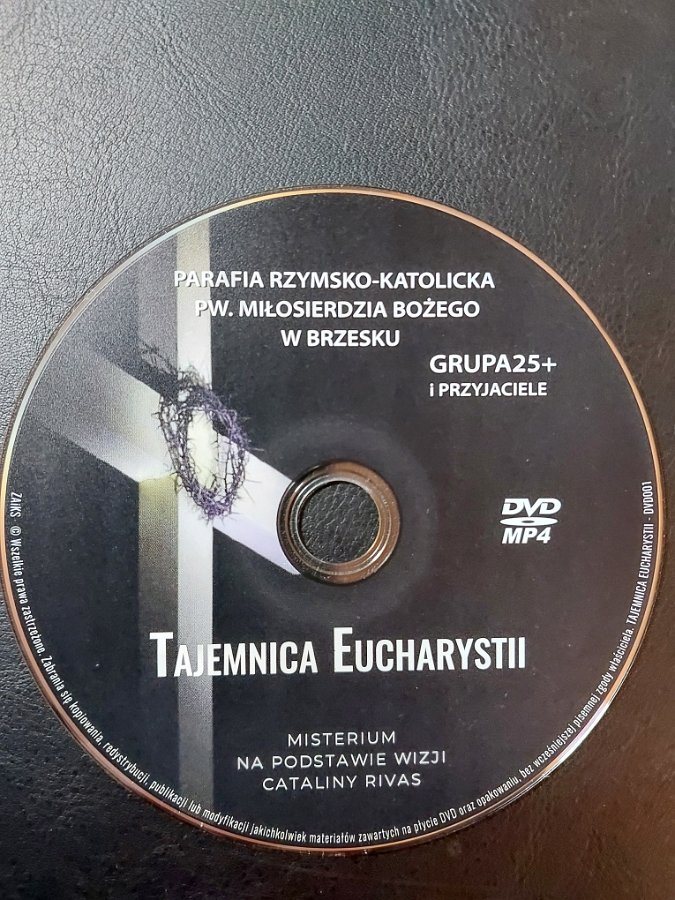 PARAFIA RZYMSKO-KATOLICKA
PW. MIŁOSIERDZIA BOŻEGO
W BRZESKU
GRUPA25+
i PRZYJACIELE
DVD
MP4
TAJEMNICA EUCHARYSTII
MISTERIUM
NA PODSTAWIE WIZJI
CATALINY RIVAS
ZAIKS © Wszelkie prawa zastrzeżone. Zabrania się kopiowania, redystrybucji, publikacji lub modyfikacji jakichkolwiek materiałów zawartych na płycie DVD oraz opakowaniu, bez wcześniejszej pisemnej zgody właściciela. TAJEMNICA EUCHARYSTII - DVD001